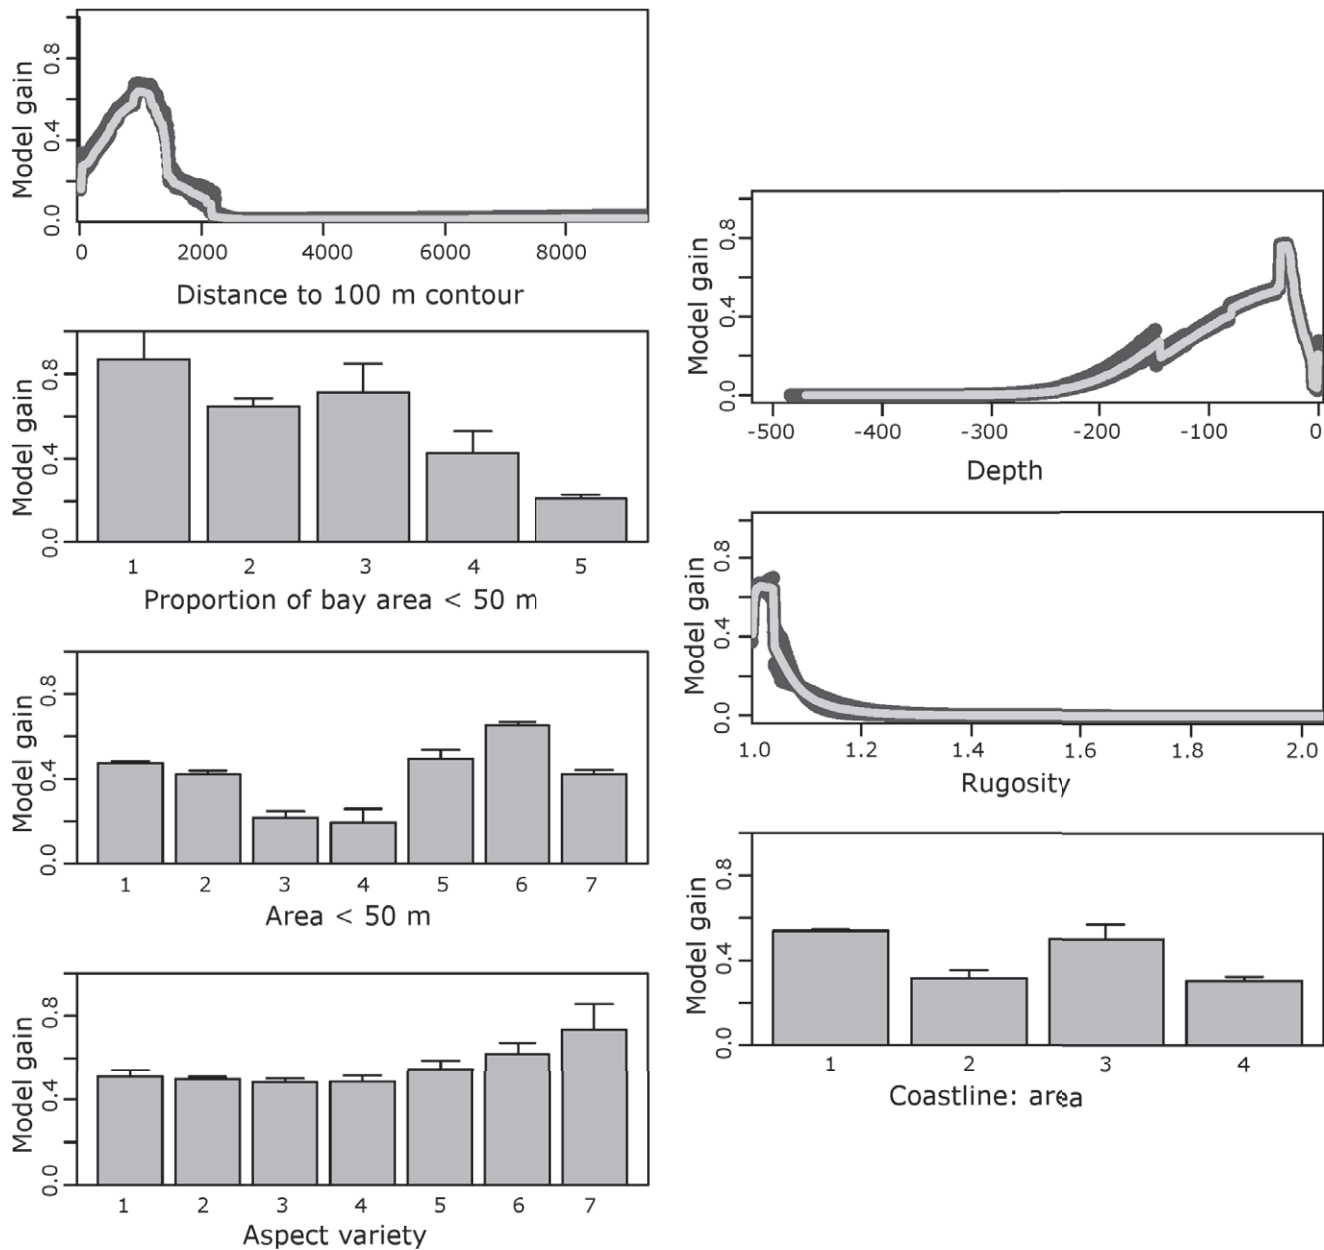 Model gain
0.0 0.4 0.8
0 2000 4000 6000 8000
Distance to 100 m contour
Model gain
0.0 0.4 0.8
1 2 3 4 5
Proportion of bay area < 50 m
Model gain
0.0 0.4 0.8
1 2 3 4 5 6 7
Area < 50 m
Model gain
0.0 0.4 0.8
1 2 3 4 5 6 7
Aspect variety
Model gain
0.0 0.4 0.8
-500 -400 -300 -200 -100 0
Depth
Model gain
0.0 0.4 0.8
1.0 1.2 1.4 1.6 1.8 2.0
Rugosity
Model gain
0.0 0.4 0.8
1 2 3 4
Coastline: area